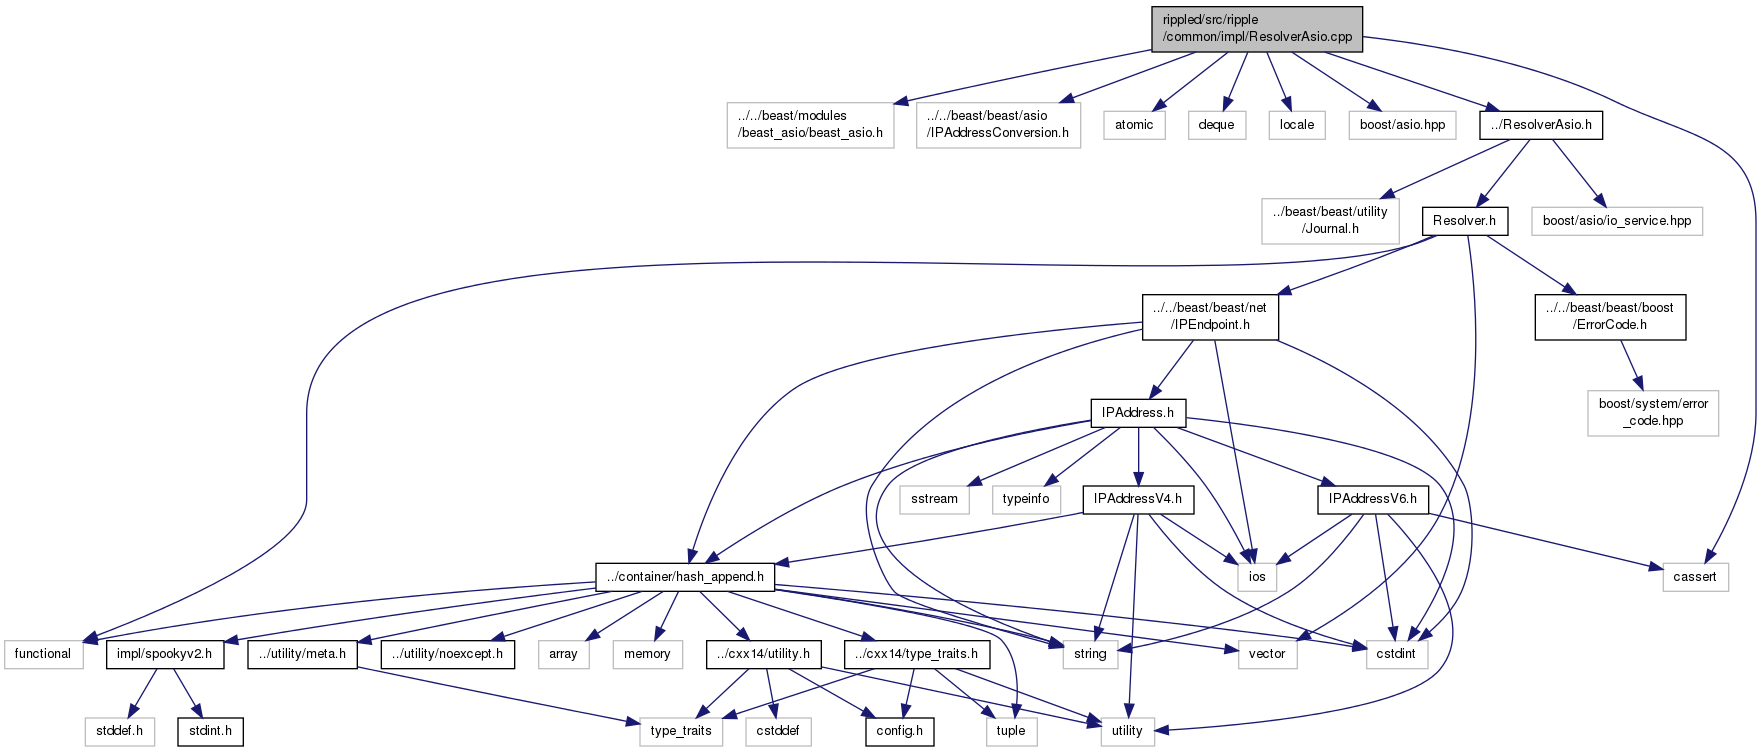 rippled/src/ripple
/common/impl/ResolverAsio.cpp
../../beast/modules
/beast_asio/beast_asio.h
../../beast/beast/asio
/IPAddressConversion.h
atomic
deque
locale
boost/asio.hpp
../ResolverAsio.h
../beast/beast/utility
/Journal.h
Resolver.h
boost/asio/io_service.hpp
../../beast/beast/net
/IPEndpoint.h
../../beast/beast/boost
/ErrorCode.h
IPAddress.h
boost/system/error
_code.hpp
sstream
typeinfo
IPAddressV4.h
IPAddressV6.h
../container/hash_append.h
ios
cassert
functional
impl/spookyv2.h
../utility/meta.h
../utility/noexcept.h
array
memory
../cxx14/utility.h
../cxx14/type_traits.h
string
vector
cstdint
stddef.h
stdint.h
type_traits
cstddef
config.h
tuple
utility